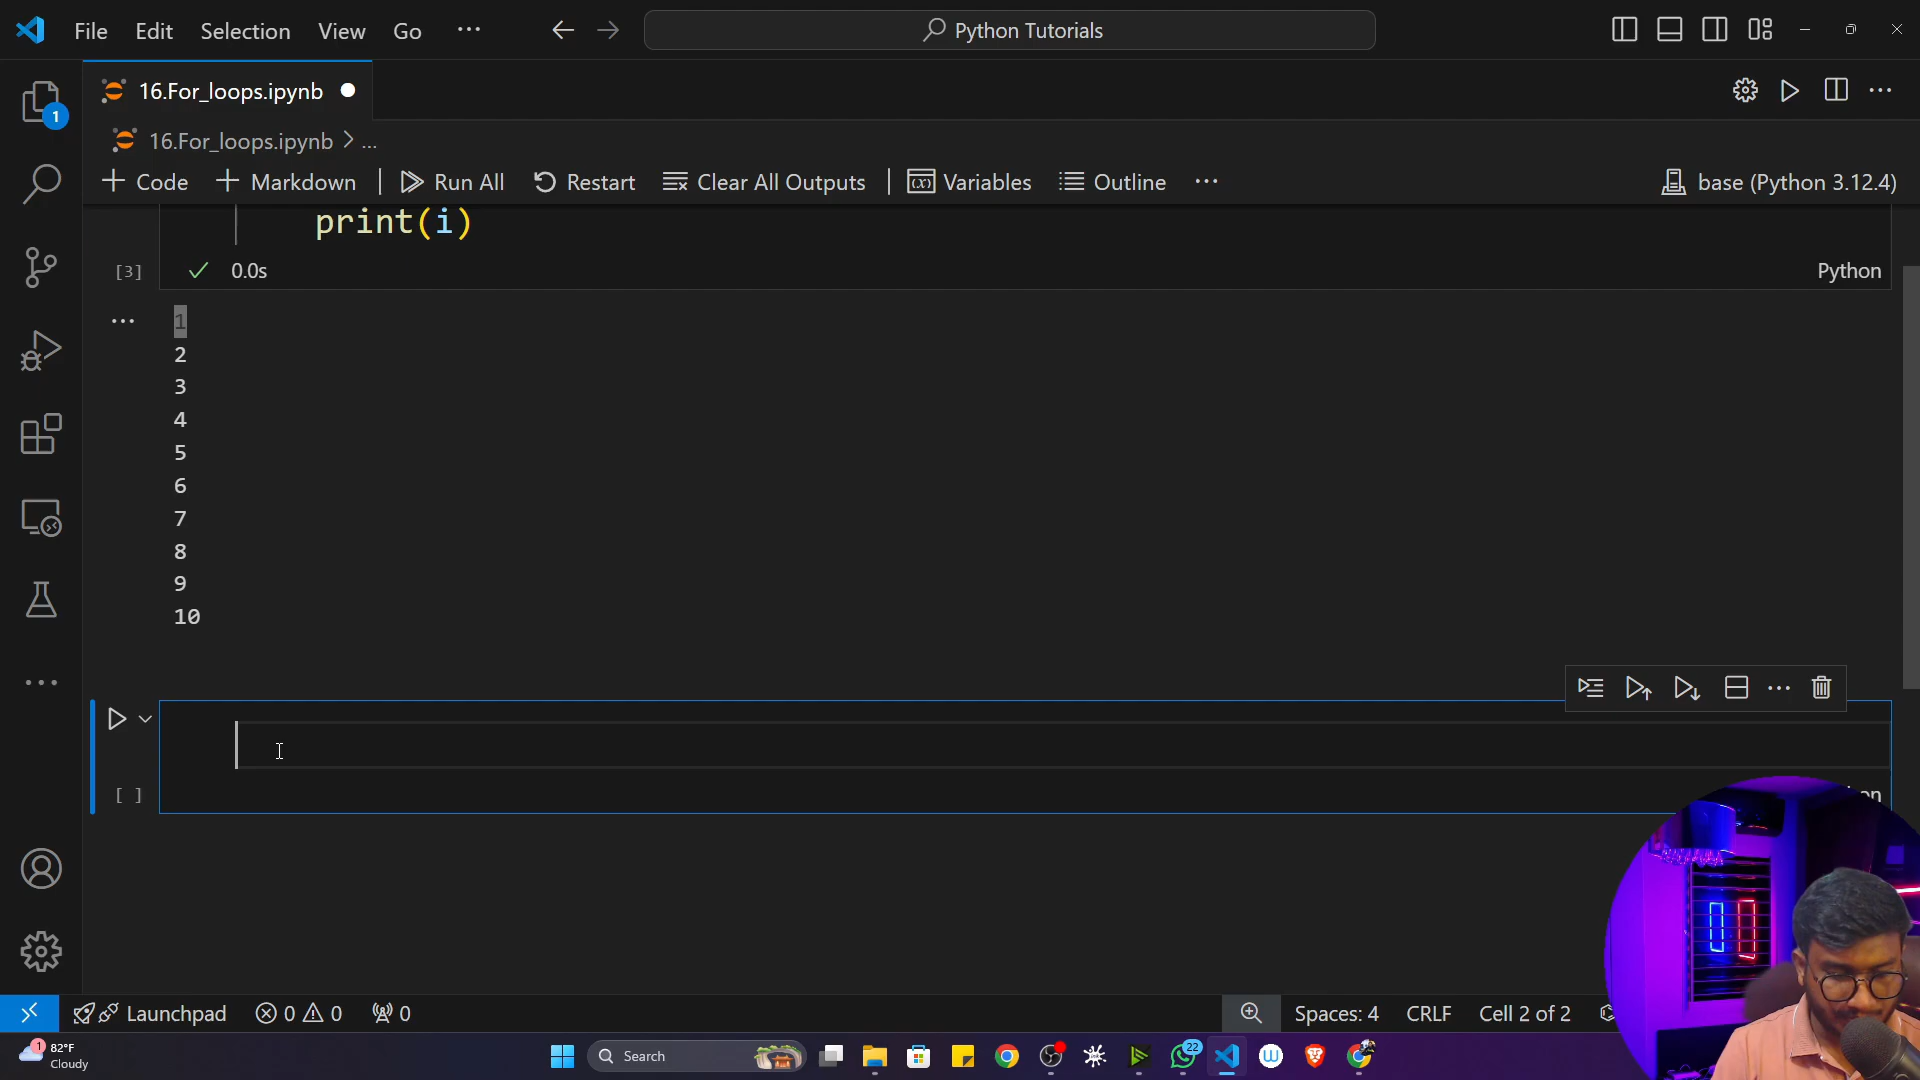 File Edit Selection View Go ...
Python Tutorials
16.For_loops.ipynb
1
16.For_loops.ipynb > ...
+ Code + Markdown Run All Restart Clear All Outputs Variables Outline ...
base (Python 3.12.4)
print(i)
[3] 0.0s Python
1
2
3
4
5
6
7
8
9
10
[ ]
Launchpad 0 0 0 Spaces: 4 CRLF Cell 2 of 2
1 82°F
Cloudy
Search
22